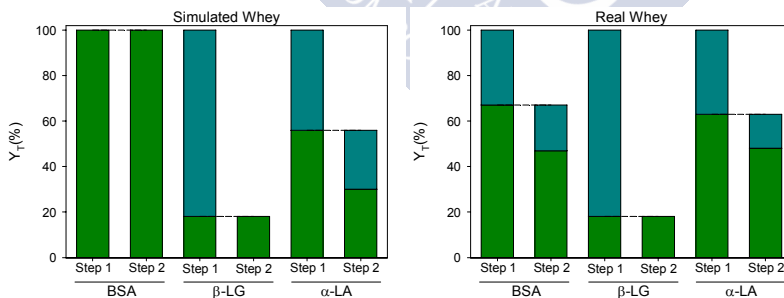 Simulated Whey
100
80
60
40
20
0
Y_T(%)
Step 1 Step 2 Step 1 Step 2 Step 1 Step 2
BSA β-LG α-LA
Real Whey
100
80
60
40
20
0
Y_T(%)
Step 1 Step 2 Step 1 Step 2 Step 1 Step 2
BSA β-LG α-LA